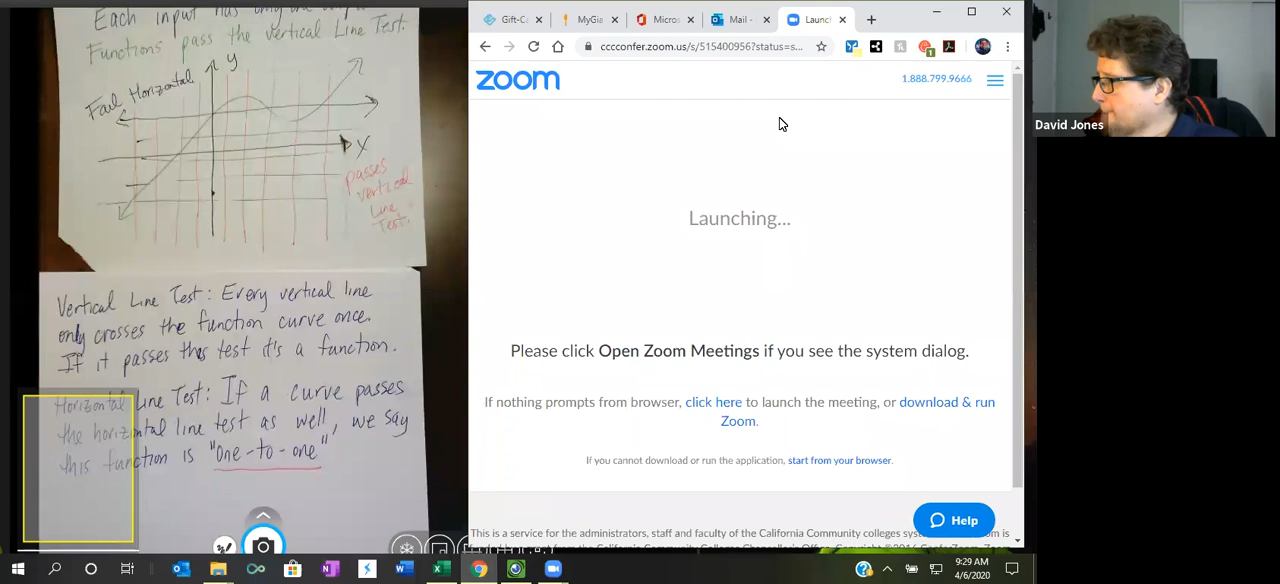 Each input has only one
Functions pass the vertical Line Test.
Fail Horizontal
y
X
passes
vertical
Line
Test.
Vertical Line Test: Every vertical line
only crosses the function curve once.
If it passes this test it's a function.
Horizontal Line Test: If a curve passes
the horizontal line test as well, we say
this function is "One-to-one"
Gift-C
MyGia
Micros
Mail -
Launc
cccconfer.zoom.us/s/515400956?status=s...
zoom
1.888.799.9666
Launching...
Please click Open Zoom Meetings if you see the system dialog.
If nothing prompts from browser, click here to launch the meeting, or download & run
Zoom.
If you cannot download or run the application, start from your browser.
Help
This is a service for the administrators, staff and faculty of the California Community colleges
David Jones
9:29 AM
4/6/2020